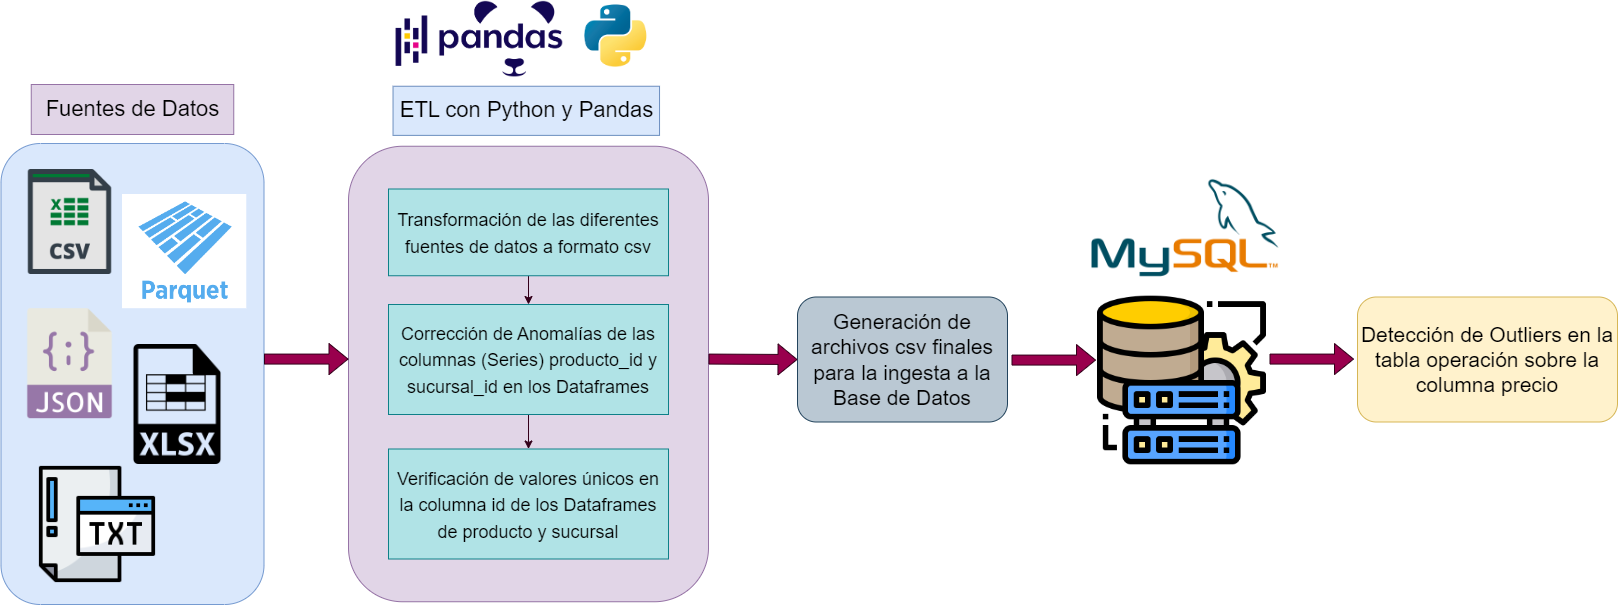 pandas
Fuentes de Datos
ETL con Python y Pandas
X
CSV
Parquet
{;}
JSON
X
XLSX
TXT
Transformación de las diferentes
fuentes de datos a formato csv
Corrección de Anomalías de las
columnas (Series) producto_id y
sucursal_id en los Dataframes
Verificación de valores únicos en
la columna id de los Dataframes
de producto y sucursal
Generación de
archivos csv finales
para la ingesta a la
Base de Datos
MySQL™
Detección de Outliers en la
tabla operación sobre la
columna precio